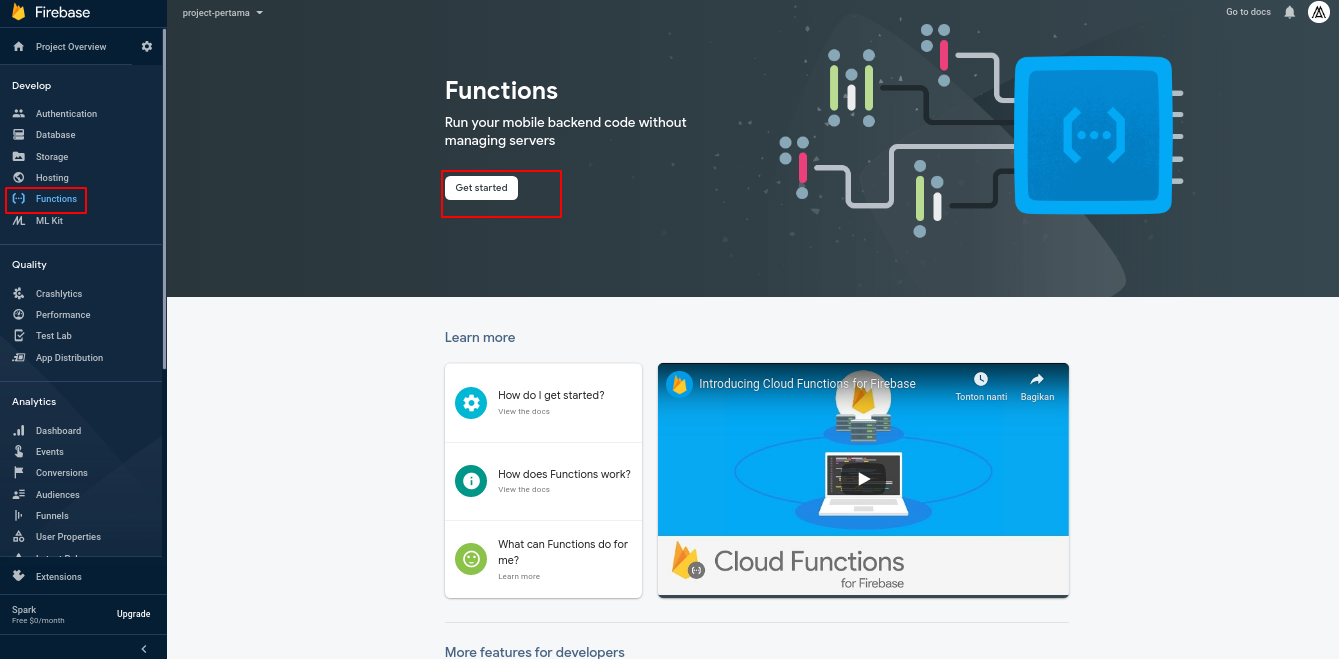 Firebase
project-pertama
Go to docs
Project Overview
Develop
Authentication
Database
Storage
Hosting
Functions
ML Kit
Quality
Crashlytics
Performance
Test Lab
App Distribution
Analytics
Dashboard
Events
Conversions
Audiences
Funnels
User Properties
Extensions
Spark
Free $0/month
Upgrade
Functions
Run your mobile backend code without
managing servers
Get started
Learn more
How do I get started?
View the docs
How does Functions work?
View the docs
What can Functions do for
me?
Learn more
Introducing Cloud Functions for Firebase
Tonton nanti
Bagikan
Cloud Functions
for Firebase
More features for developers